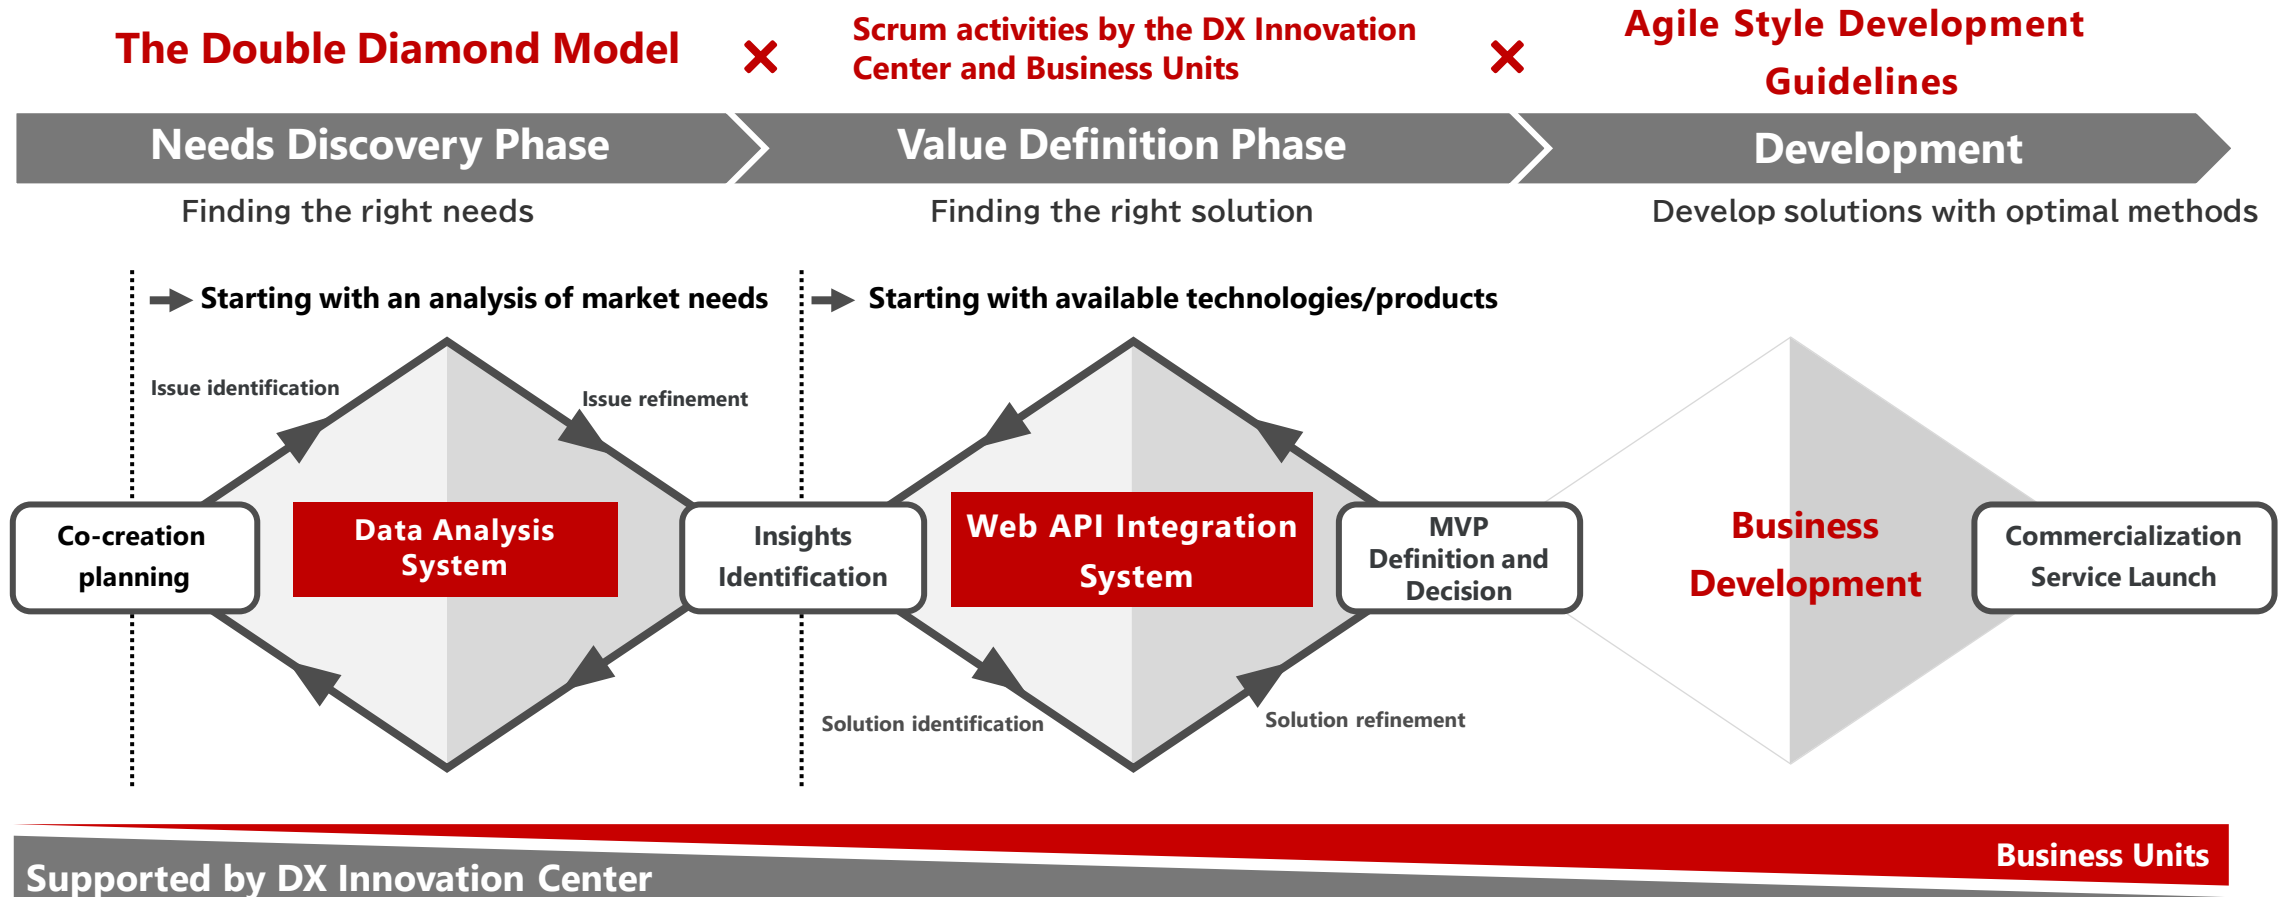 The Double Diamond Model
Scrum activities by the DX Innovation
Center and Business Units
Agile Style Development
Guidelines
Needs Discovery Phase
Value Definition Phase
Development
Finding the right needs
Finding the right solution
Develop solutions with optimal methods
Starting with an analysis of market needs
Starting with available technologies/products
Issue identification
Issue refinement
Co-creation
planning
Data Analysis
System
Insights
Identification
Web API Integration
System
MVP
Definition and
Decision
Business
Development
Commercialization
Service Launch
Solution identification
Solution refinement
Business Units
Supported by DX Innovation Center